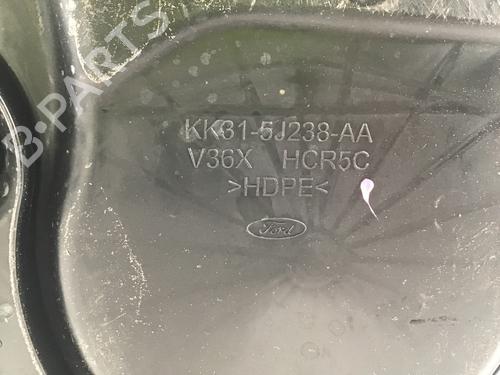 B-PARTS
KK31-5J238-AA
V36X HCR5C
>HDPE<
Ford